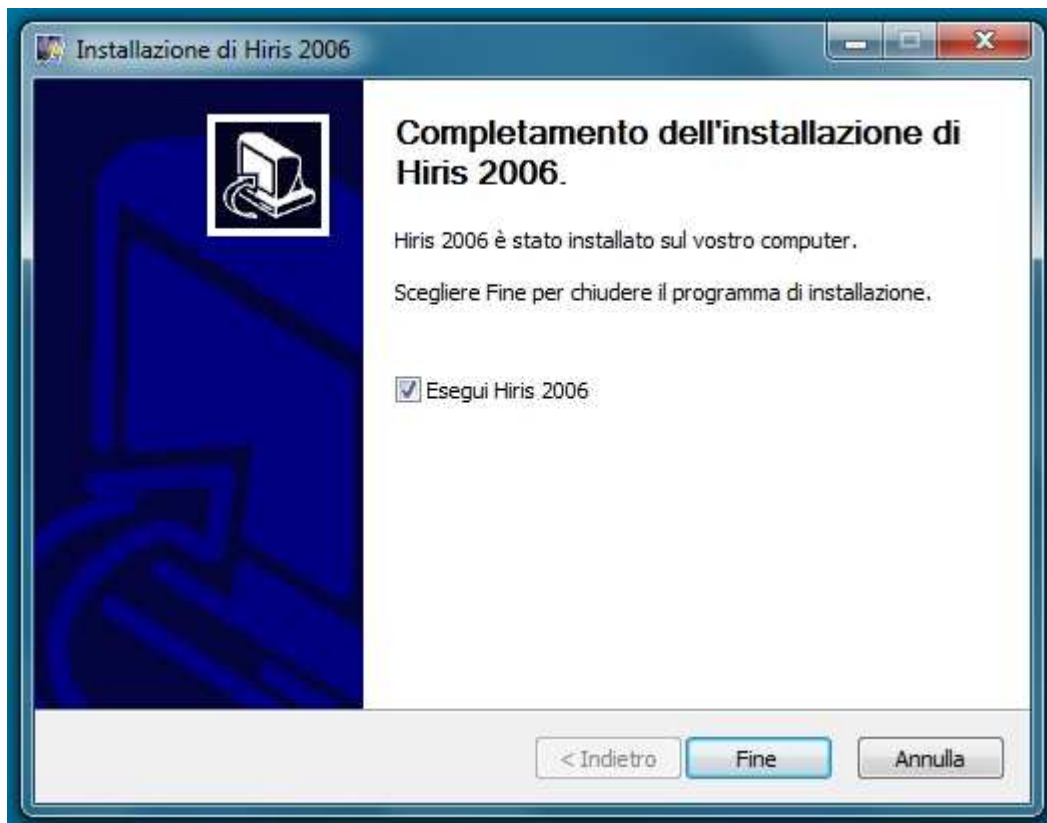 Installazione di Hiris 2006
Completamento dell'installazione di
Hiris 2006.
Hiris 2006 è stato installato sul vostro computer.
Scegliere Fine per chiudere il programma di installazione.
Esegui Hiris 2006
< Indietro
Fine
Annulla